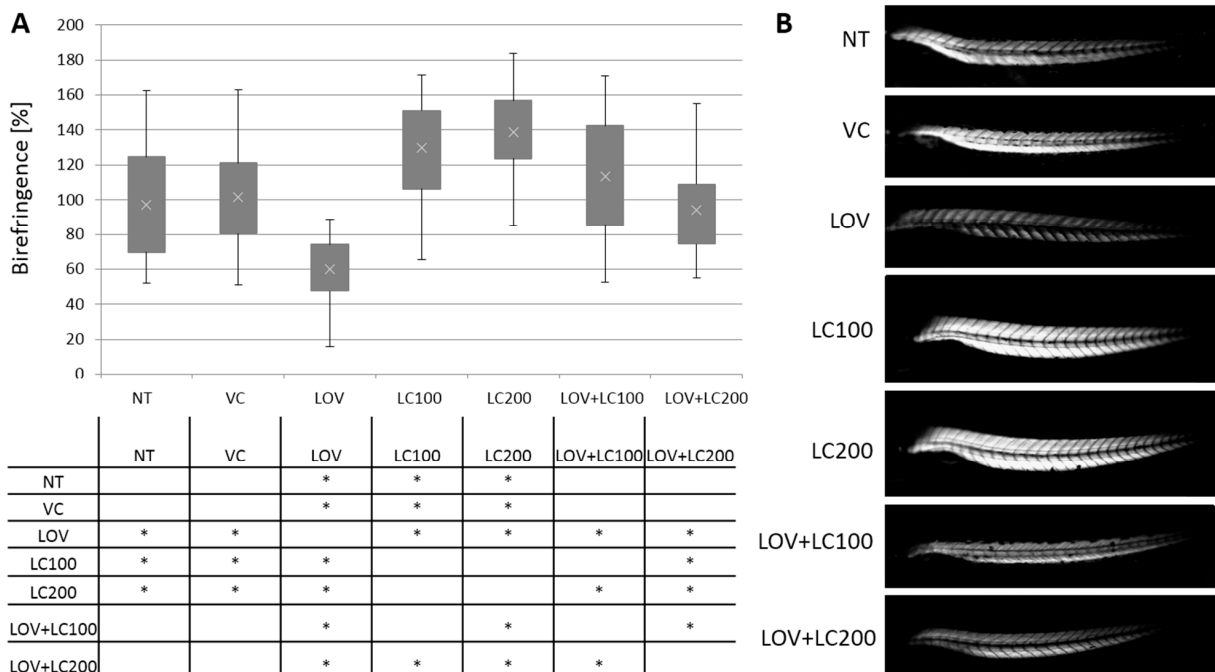 A
200
180
160
140
120
100
80
60
40
20
0
Birefringence [%]
NT VC LOV LC100 LC200 LOV+LC100 LOV+LC200
NT VC LOV LC100 LC200 LOV+LC100 LOV+LC200
NT * * *
VC * * *
LOV * * * * * *
LC100 * * * *
LC200 * * * * *
LOV+LC100 * * *
LOV+LC200 * * * *
B
NT
VC
LOV
LC100
LC200
LOV+LC100
LOV+LC200